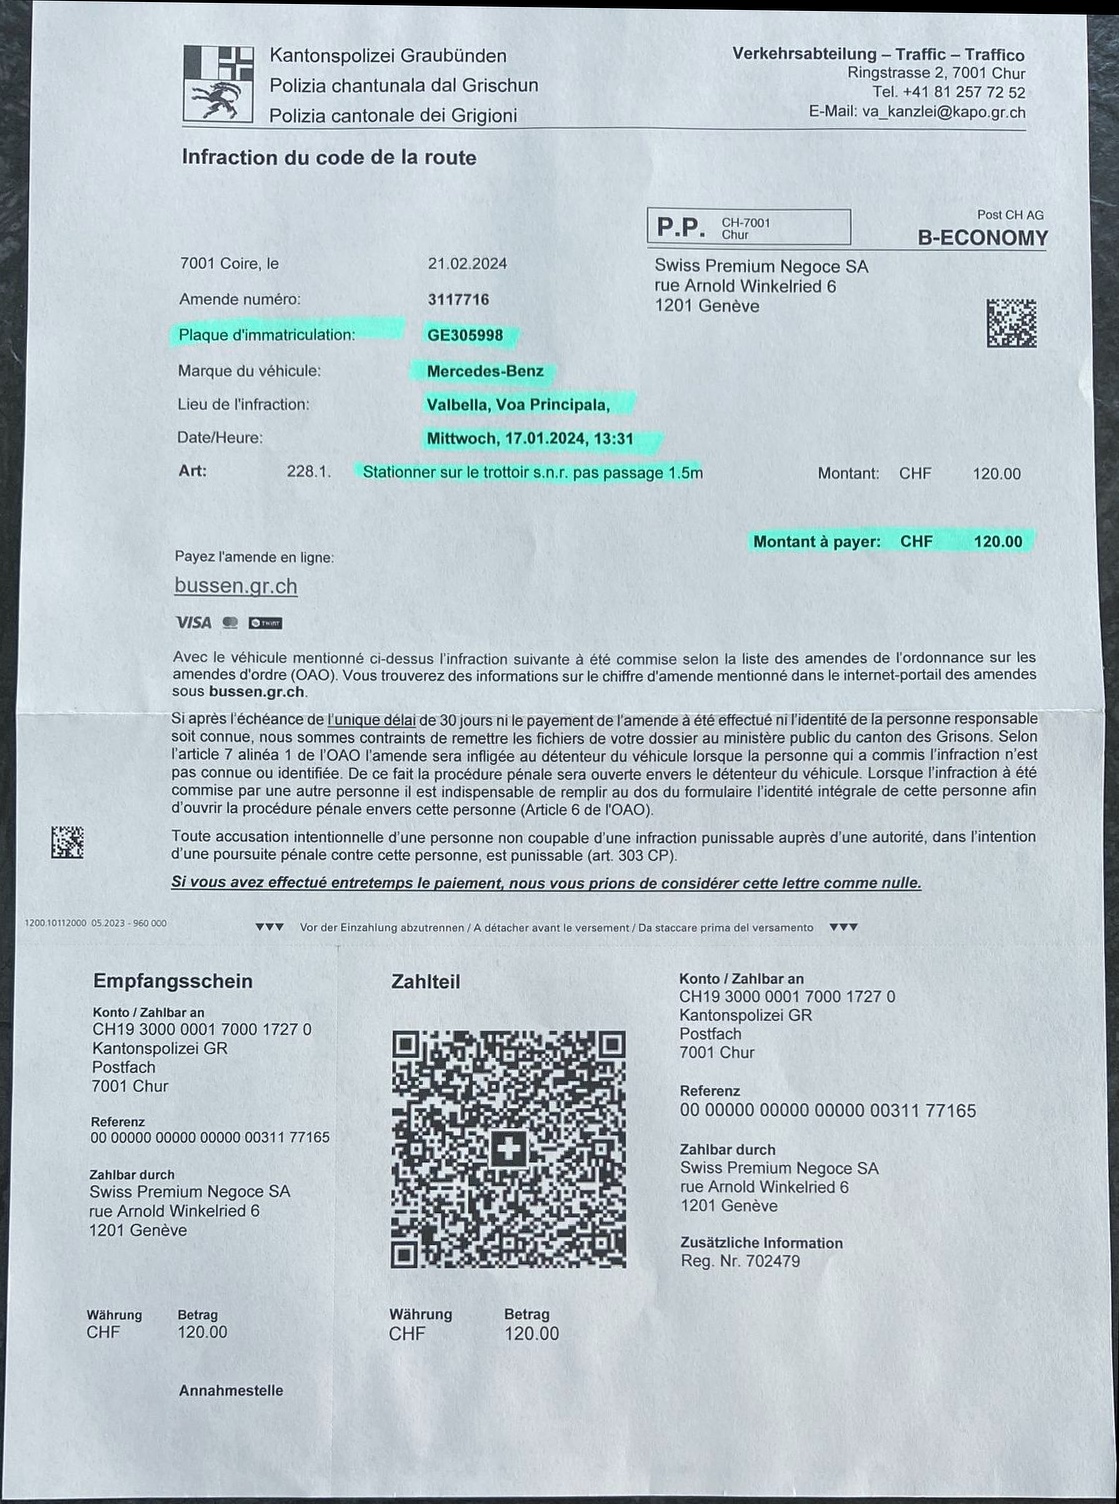 Kantonspolizei Graubünden
Polizia chantunala dal Grischun
Polizia cantonale dei Grigioni
Verkehrsabteilung – Traffic – Traffico
Ringstrasse 2, 7001 Chur
Tel. +41 81 257 72 52
E-Mail: va_kanzlei@kapo.gr.ch
Infraction du code de la route
P.P. CH-7001
Chur
Post CH AG
B-ECONOMY
Swiss Premium Negoce SA
rue Arnold Winkelried 6
1201 Genève
7001 Coire, le 21.02.2024
Amende numéro: 3117716
Plaque d'immatriculation: GE305998
Marque du véhicule: Mercedes-Benz
Lieu de l'infraction: Valbella, Voa Principala,
Date/Heure: Mittwoch, 17.01.2024, 13:31
Art: 228.1. Stationner sur le trottoir s.n.r. pas passage 1.5m Montant: CHF 120.00
Montant à payer: CHF 120.00
Payez l'amende en ligne:
bussen.gr.ch
VISA TWINT
Avec le véhicule mentionné ci-dessus l'infraction suivante à été commise selon la liste des amendes de l'ordonnance sur les
amendes d'ordre (OAO). Vous trouverez des informations sur le chiffre d'amende mentionné dans le internet-portail des amendes
sous bussen.gr.ch.
Si après l'échéance de l'unique délai de 30 jours ni le payement de l'amende à été effectué ni l'identité de la personne responsable
soit connue, nous sommes contraints de remettre les fichiers de votre dossier au ministère public du canton des Grisons. Selon
l'article 7 alinéa 1 de l'OAO l'amende sera infligée au détenteur du véhicule lorsque la personne qui a commis l'infraction n'est
pas connue ou identifiée. De ce fait la procédure pénale sera ouverte envers le détenteur du véhicule. Lorsque l'infraction à été
commise par une autre personne il est indispensable de remplir au dos du formulaire l'identité intégrale de cette personne afin
d'ouvrir la procédure pénale envers cette personne (Article 6 de l'OAO).
Toute accusation intentionnelle d'une personne non coupable d'une infraction punissable auprès d'une autorité, dans l'intention
d'une poursuite pénale contre cette personne, est punissable (art. 303 CP).
Si vous avez effectué entretemps le paiement, nous vous prions de considérer cette lettre comme nulle.
1200.10112000 05.2023 - 960 000
▼▼▼ Vor der Einzahlung abzutrennen / A détacher avant le versement / Da staccare prima del versamento ▼▼▼
Empfangsschein
Konto / Zahlbar an
CH19 3000 0001 7000 1727 0
Kantonspolizei GR
Postfach
7001 Chur
Referenz
00 00000 00000 00000 00311 77165
Zahlbar durch
Swiss Premium Negoce SA
rue Arnold Winkelried 6
1201 Genève
Währung Betrag
CHF 120.00
Annahmestelle
Zahlteil
Währung Betrag
CHF 120.00
Konto / Zahlbar an
CH19 3000 0001 7000 1727 0
Kantonspolizei GR
Postfach
7001 Chur
Referenz
00 00000 00000 00000 00311 77165
Zahlbar durch
Swiss Premium Negoce SA
rue Arnold Winkelried 6
1201 Genève
Zusätzliche Information
Reg. Nr. 702479